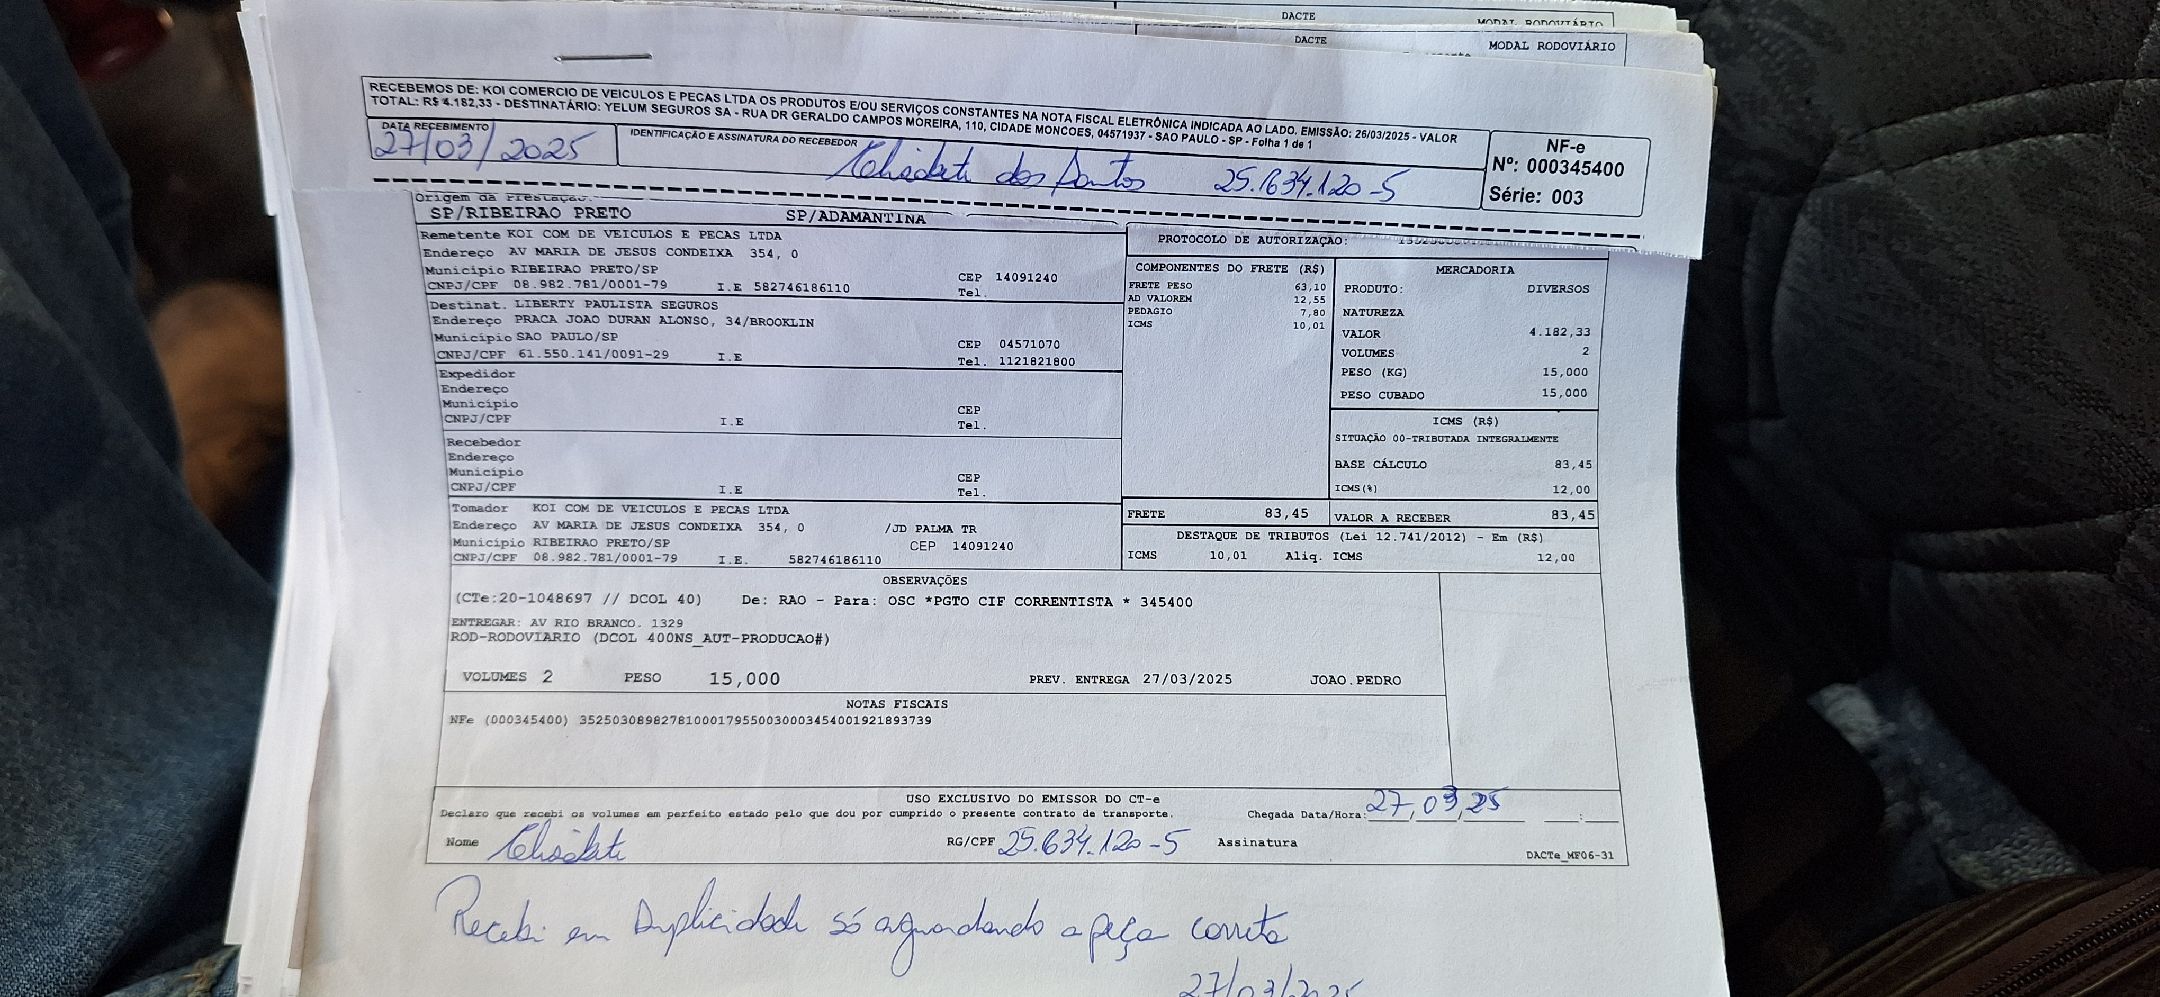 DACTE
MODAL RODOVIÁRIO
DACTE
MODAL RODOVIÁRIO
RECEBEMOS DE: KOI COMERCIO DE VEICULOS E PECAS LTDA OS PRODUTOS E/OU SERVIÇOS CONSTANTES NA NOTA FISCAL ELETRÔNICA INDICADA AO LADO. EMISSÃO: 26/03/2025 - VALOR
TOTAL: R$ 4.182,33 - DESTINATÁRIO: YELUM SEGUROS SA - RUA DR GERALDO CAMPOS MOREIRA, 110, CIDADE MONCOES, 04571937 - SAO PAULO - SP - Folha 1 de 1
DATA RECEBIMENTO
27/03/2025
IDENTIFICAÇÃO E ASSINATURA DO RECEBEDOR
Elisabete dos Santos 25.634.120-5
NF-e
Nº: 000345400
Série: 003
Origem da Prestação.
SP/RIBEIRAO PRETO SP/ADAMANTINA
Remetente KOI COM DE VEICULOS E PECAS LTDA
Endereço AV MARIA DE JESUS CONDEIXA 354, 0
Município RIBEIRAO PRETO/SP CEP 14091240
CNPJ/CPF 08.982.781/0001-79 I.E 582746186110 Tel.
Destinat. LIBERTY PAULISTA SEGUROS
Endereço PRACA JOAO DURAN ALONSO, 34/BROOKLIN
Município SAO PAULO/SP CEP 04571070
CNPJ/CPF 61.550.141/0091-29 I.E Tel. 1121821800
Expedidor
Endereço
Município CEP
CNPJ/CPF I.E Tel.
Recebedor
Endereço
Município CEP
CNPJ/CPF I.E Tel.
Tomador KOI COM DE VEICULOS E PECAS LTDA
Endereço AV MARIA DE JESUS CONDEIXA 354, 0 /JD PALMA TR
Município RIBEIRAO PRETO/SP CEP 14091240
CNPJ/CPF 08.982.781/0001-79 I.E. 582746186110
PROTOCOLO DE AUTORIZAÇÃO:
COMPONENTES DO FRETE (R$)
FRETE PESO 63,10
AD VALOREM 12,55
PEDAGIO 7,80
ICMS 10,01
MERCADORIA
PRODUTO: DIVERSOS
NATUREZA
VALOR 4.182,33
VOLUMES 2
PESO (KG) 15,000
PESO CUBADO 15,000
ICMS (R$)
SITUAÇÃO 00-TRIBUTADA INTEGRALMENTE
BASE CÁLCULO 83,45
ICMS(%) 12,00
FRETE 83,45 VALOR A RECEBER 83,45
DESTAQUE DE TRIBUTOS (Lei 12.741/2012) - Em (R$)
ICMS 10,01 Aliq. ICMS 12,00
OBSERVAÇÕES
(CTe:20-1048697 // DCOL 40) De: RAO - Para: OSC *PGTO CIF CORRENTISTA * 345400
ENTREGAR: AV RIO BRANCO. 1329
ROD-RODOVIARIO (DCOL 400NS_AUT-PRODUCAO#)
VOLUMES 2 PESO 15,000 PREV. ENTREGA 27/03/2025 JOAO.PEDRO
NOTAS FISCAIS
NFe (000345400) 35250308982781000179550030003454001921893739
USO EXCLUSIVO DO EMISSOR DO CT-e
Declaro que recebi os volumes em perfeito estado pelo que dou por cumprido o presente contrato de transporte. Chegada Data/Hora: 27,03,25 __:__
Nome Elisabete RG/CPF 25.634.120-5 Assinatura
DACTe_MF06-31
Recebi em Duplicidade só aguardando a peça correta
27/03/2025